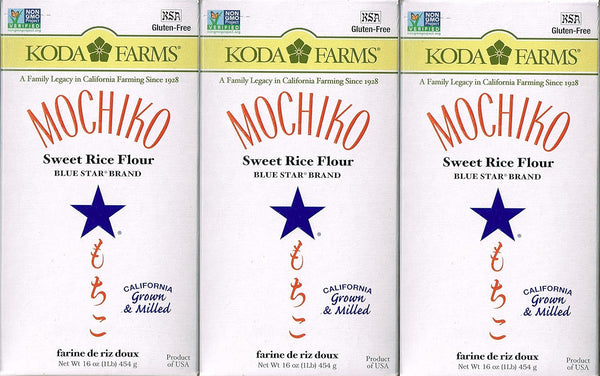 NON
GMO
Project
VERIFIED
nongmoproject.org
KSA
Gluten-Free
KODA FARMS®
A Family Legacy in California Farming Since 1928
MOCHIKO
Sweet Rice Flour
BLUE STAR® BRAND
®
もちこ
CALIFORNIA
Grown
& Milled
farine de riz doux
Net Wt 16 oz (1Lb) 454 g
Product
of USA
NON
GMO
Project
VERIFIED
nongmoproject.org
KSA
Gluten-Free
KODA FARMS®
A Family Legacy in California Farming Since 1928
MOCHIKO
Sweet Rice Flour
BLUE STAR® BRAND
®
もちこ
CALIFORNIA
Grown
& Milled
farine de riz doux
Net Wt 16 oz (1Lb) 454 g
Product
of USA
NON
GMO
Project
VERIFIED
nongmoproject.org
KSA
Gluten-Free
KODA FARMS®
A Family Legacy in California Farming Since 1928
MOCHIKO
Sweet Rice Flour
BLUE STAR® BRAND
®
もちこ
CALIFORNIA
Grown
& Milled
farine de riz doux
Net Wt 16 oz (1Lb) 454 g
Product
of USA